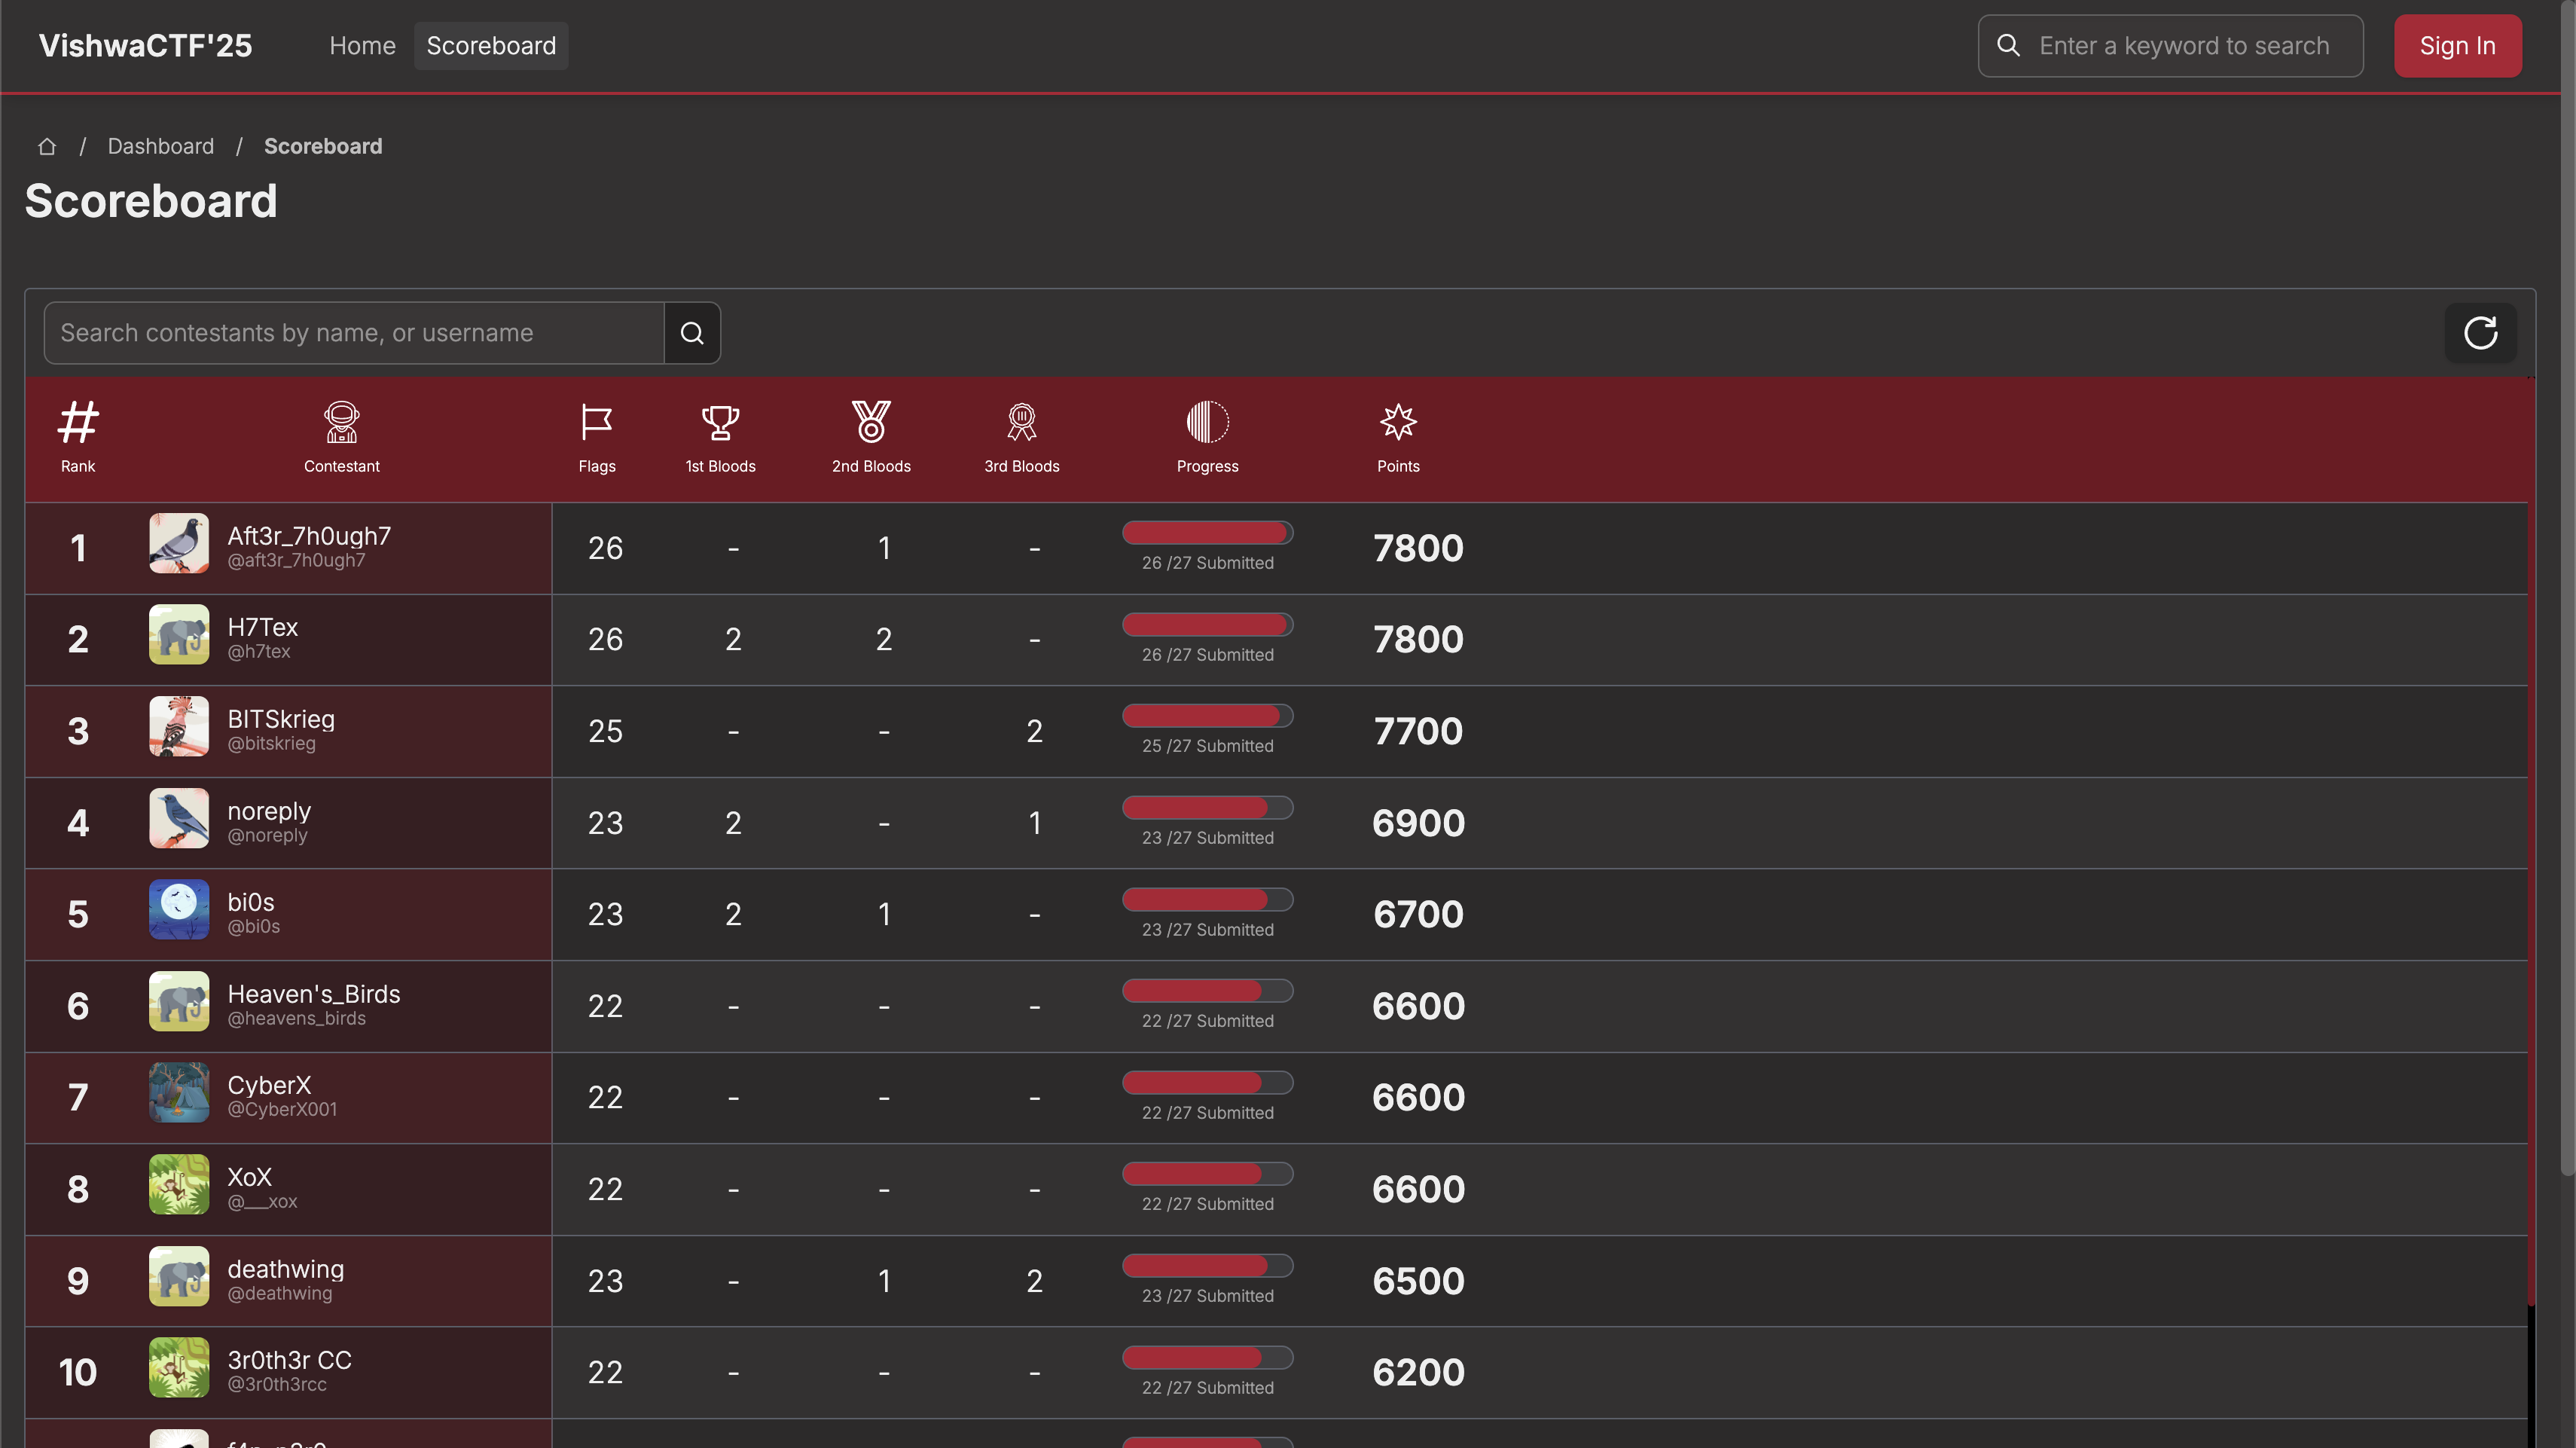 VishwaCTF'25 Home Scoreboard Enter a keyword to search Sign In
/ Dashboard / Scoreboard
Scoreboard
Search contestants by name, or username
# Rank Contestant Flags 1st Bloods 2nd Bloods 3rd Bloods Progress Points
1 Aft3r_7h0ugh7 @aft3r_7h0ugh7 26 - 1 - 26 /27 Submitted 7800
2 H7Tex @h7tex 26 2 2 - 26 /27 Submitted 7800
3 BITSkrieg @bitskrieg 25 - - 2 25 /27 Submitted 7700
4 noreply @noreply 23 2 - 1 23 /27 Submitted 6900
5 bi0s @bi0s 23 2 1 - 23 /27 Submitted 6700
6 Heaven's_Birds @heavens_birds 22 - - - 22 /27 Submitted 6600
7 CyberX @CyberX001 22 - - - 22 /27 Submitted 6600
8 XoX @___xox 22 - - - 22 /27 Submitted 6600
9 deathwing @deathwing 23 - 1 2 23 /27 Submitted 6500
10 3r0th3r CC @3r0th3rcc 22 - - - 22 /27 Submitted 6200